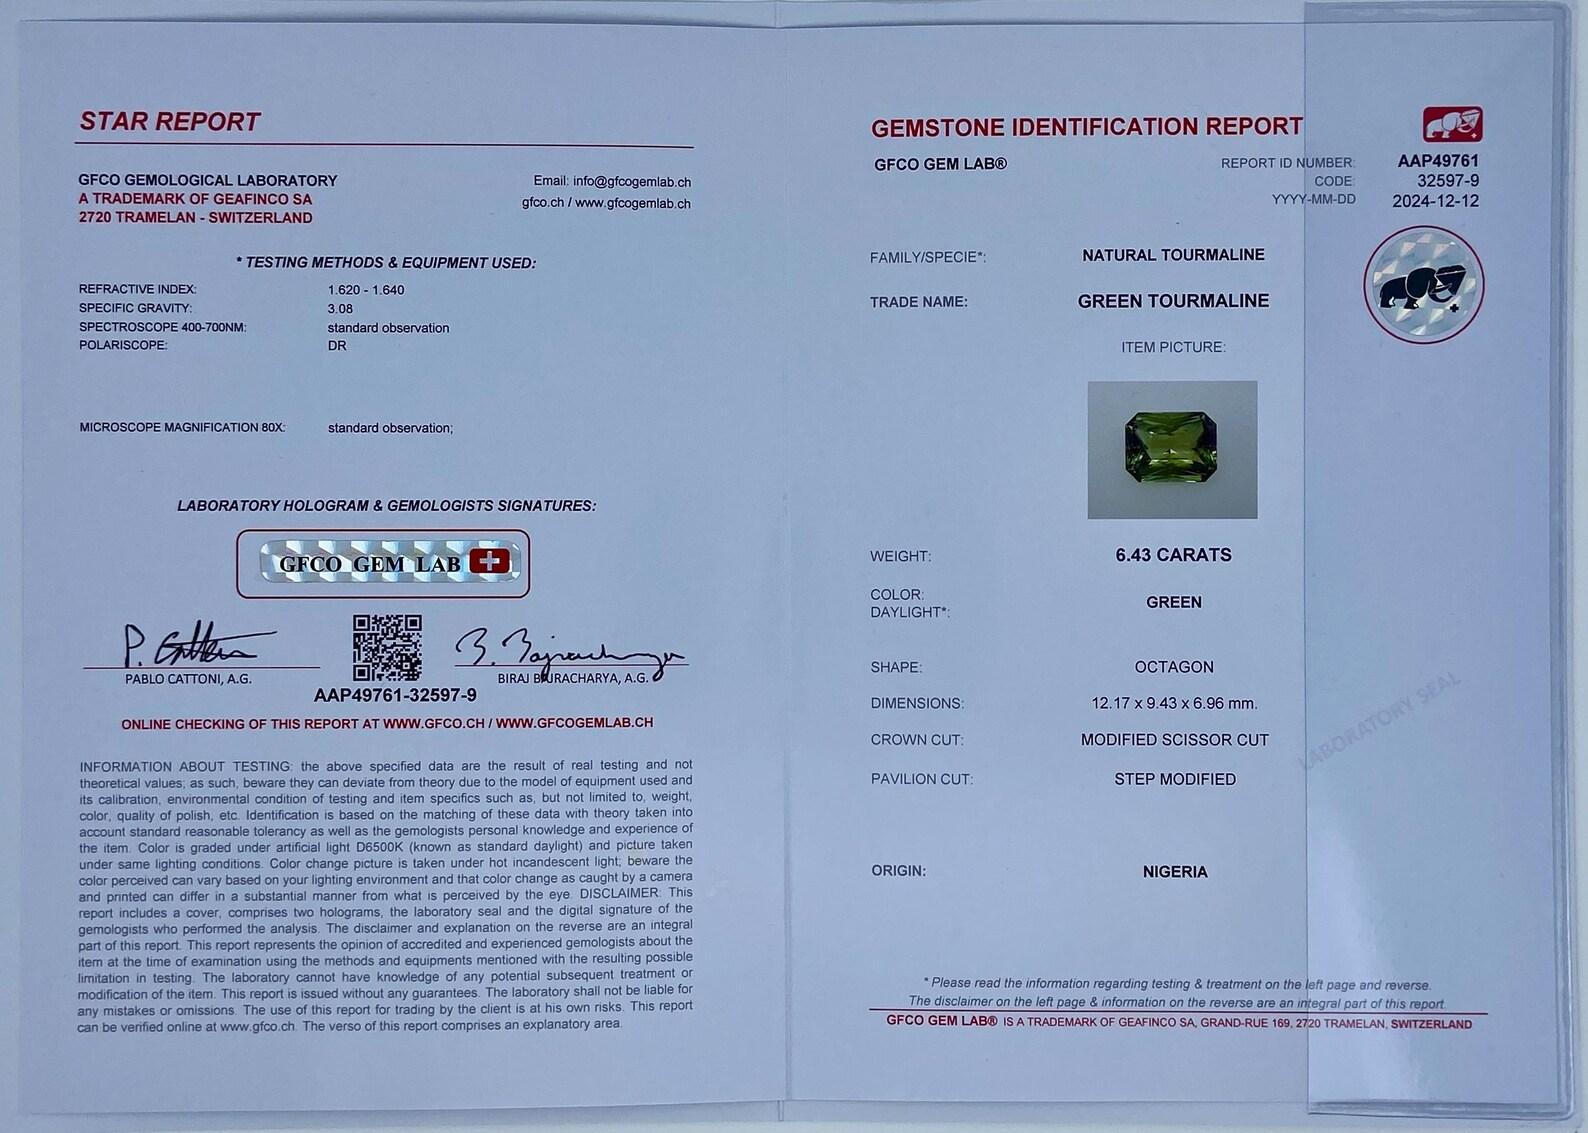 STAR REPORT
GFCO GEMOLOGICAL LABORATORY
A TRADEMARK OF GEAFINCO SA
2720 TRAMELAN - SWITZERLAND
Email: info@gfcogemlab.ch
gfco.ch / www.gfcogemlab.ch
* TESTING METHODS & EQUIPMENT USED:
REFRACTIVE INDEX: 1.620 - 1.640
SPECIFIC GRAVITY: 3.08
SPECTROSCOPE 400-700NM: standard observation
POLARISCOPE: DR
MICROSCOPE MAGNIFICATION 80X: standard observation;
LABORATORY HOLOGRAM & GEMOLOGISTS SIGNATURES:
GFCO GEM LAB
P. Cattoni B. Bajracharya
PABLO CATTONI, A.G. BIRAJ BAJRACHARYA, A.G.
AAP49761-32597-9
ONLINE CHECKING OF THIS REPORT AT WWW.GFCO.CH / WWW.GFCOGEMLAB.CH
INFORMATION ABOUT TESTING: the above specified data are the result of real testing and not
theoretical values; as such, beware they can deviate from theory due to the model of equipment used and
its calibration, environmental condition of testing and item specifics such as, but not limited to, weight,
color, quality of polish, etc. Identification is based on the matching of these data with theory taken into
account standard reasonable tolerancy as well as the gemologists personal knowledge and experience of
the item. Color is graded under artificial light D6500K (known as standard daylight) and picture taken
under same lighting conditions. Color change picture is taken under hot incandescent light; beware the
color perceived can vary based on your lighting environment and that color change as caught by a camera
and printed can differ in a substantial manner from what is perceived by the eye. DISCLAIMER: This
report includes a cover, comprises two holograms, the laboratory seal and the digital signature of the
gemologists who performed the analysis. The disclaimer and explanation on the reverse are an integral
part of this report. This report represents the opinion of accredited and experienced gemologists about the
item at the time of examination using the methods and equipments mentioned with the resulting possible
limitation in testing. The laboratory cannot have knowledge of any potential subsequent treatment or
modification of the item. This report is issued without any guarantees. The laboratory shall not be liable for
any mistakes or omissions. The use of this report for trading by the client is at his own risks. This report
can be verified online at www.gfco.ch. The verso of this report comprises an explanatory area.
GEMSTONE IDENTIFICATION REPORT
GFCO GEM LAB®
REPORT ID NUMBER: AAP49761
CODE: 32597-9
YYYY-MM-DD 2024-12-12
FAMILY/SPECIE*: NATURAL TOURMALINE
TRADE NAME: GREEN TOURMALINE
ITEM PICTURE:
WEIGHT: 6.43 CARATS
COLOR:
DAYLIGHT*: GREEN
SHAPE: OCTAGON
DIMENSIONS: 12.17 x 9.43 x 6.96 mm.
CROWN CUT: MODIFIED SCISSOR CUT
PAVILION CUT: STEP MODIFIED
LABORATORY SEAL
ORIGIN: NIGERIA
* Please read the information regarding testing & treatment on the left page and reverse.
The disclaimer on the left page & information on the reverse are an integral part of this report.
GFCO GEM LAB® IS A TRADEMARK OF GEAFINCO SA, GRAND-RUE 169, 2720 TRAMELAN, SWITZERLAND